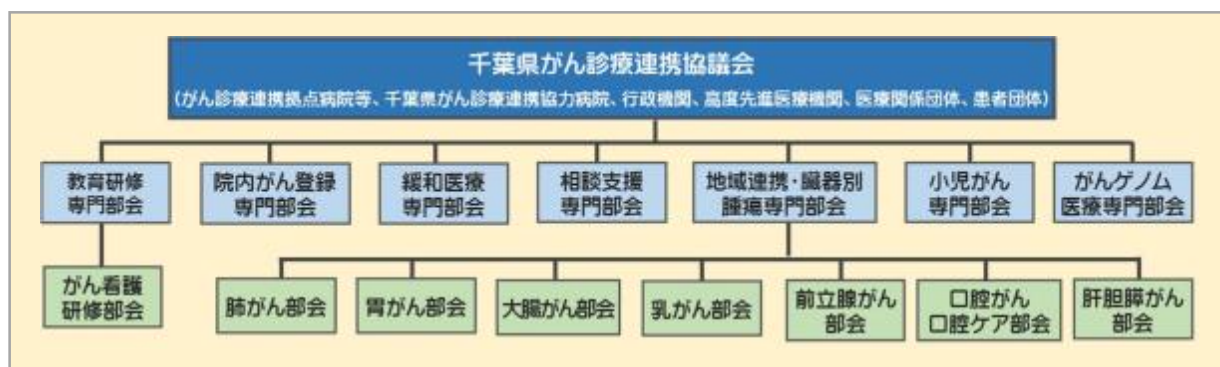 千葉県がん診療連携協議会
(がん診療連携拠点病院等、千葉県がん診療連携協力病院、行政機関、高度先進医療機関、医療関係団体、患者団体)
教育研修
専門部会
院内がん登録
専門部会
緩和医療
専門部会
相談支援
専門部会
地域連携・臓器別
腫瘍専門部会
小児がん
専門部会
がんゲノム
医療専門部会
がん看護
研修部会
肺がん部会
胃がん部会
大腸がん部会
乳がん部会
前立腺がん
部会
口腔がん
口腔ケア部会
肝胆膵がん
部会